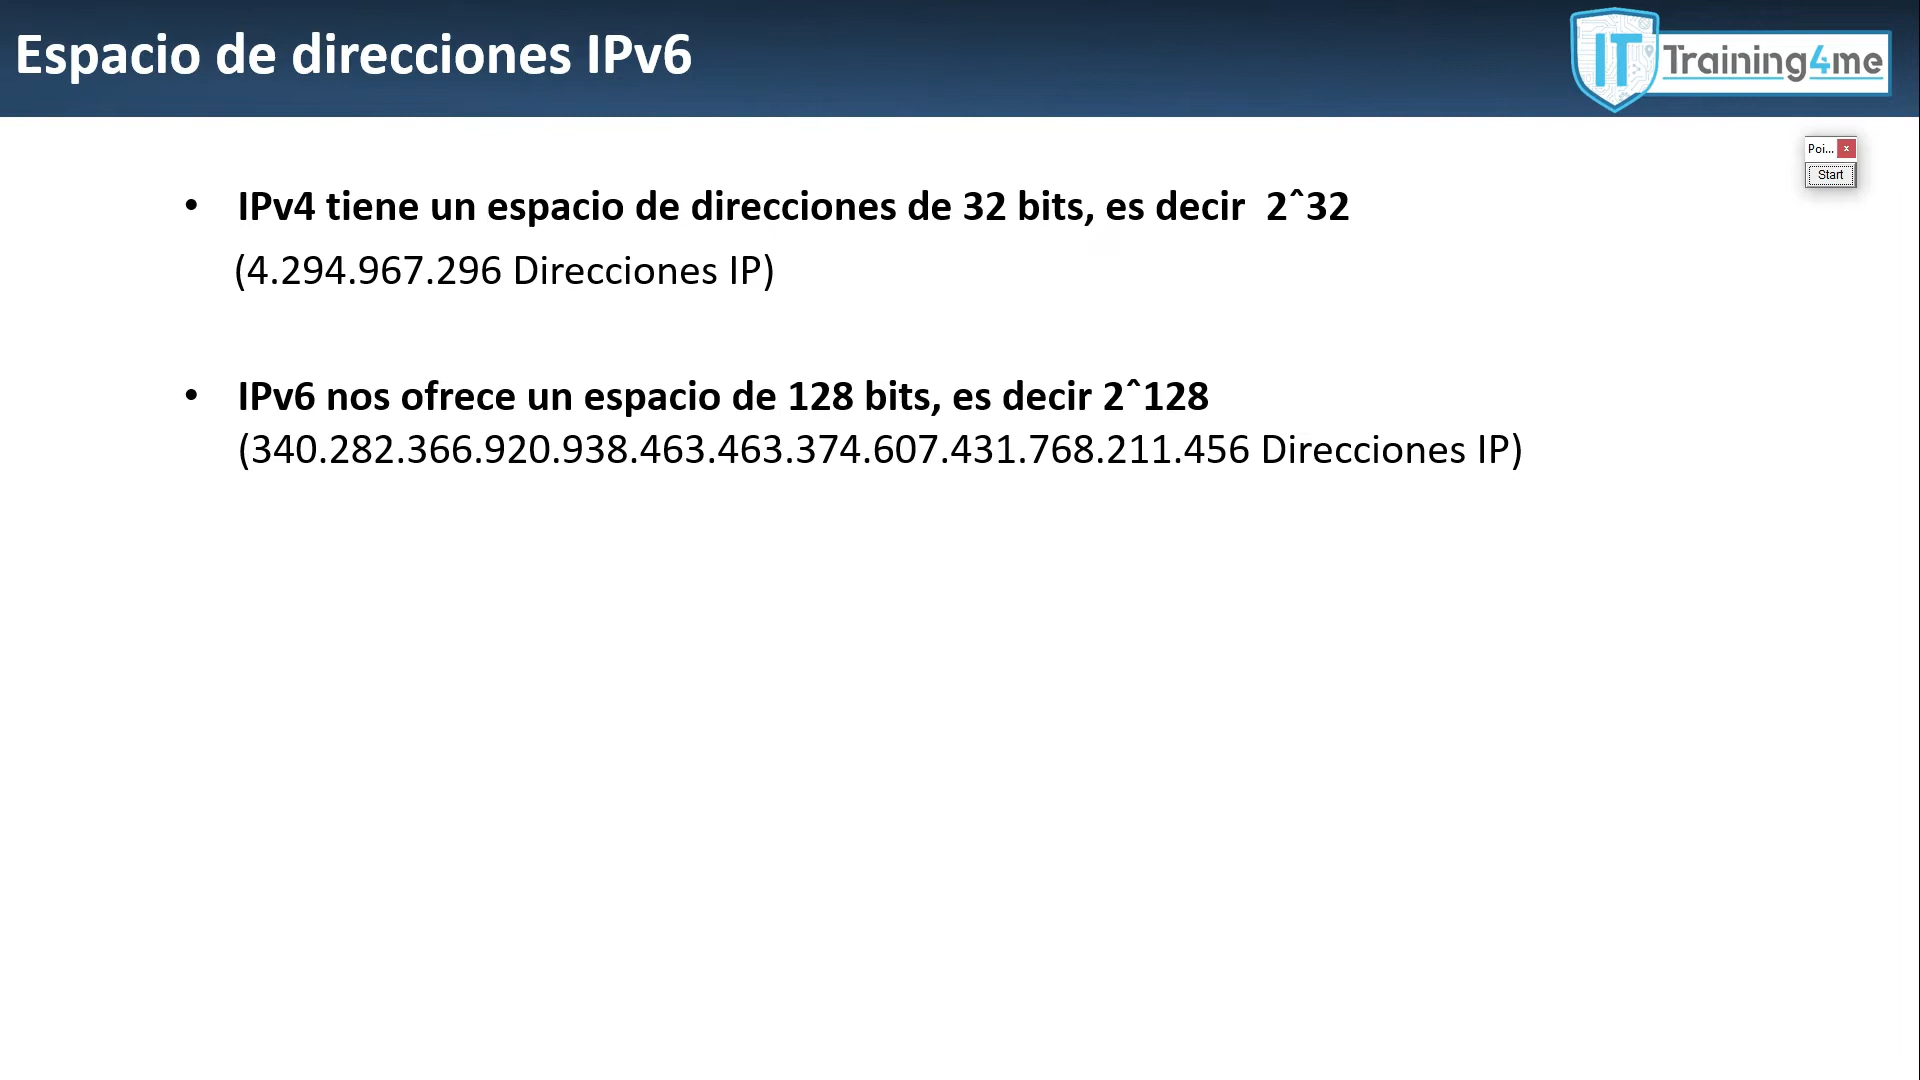 Espacio de direcciones IPv6
IT Training4me
Poi... x
Start
• IPv4 tiene un espacio de direcciones de 32 bits, es decir  2ˆ32
(4.294.967.296 Direcciones IP)
• IPv6 nos ofrece un espacio de 128 bits, es decir 2ˆ128
(340.282.366.920.938.463.463.374.607.431.768.211.456 Direcciones IP)